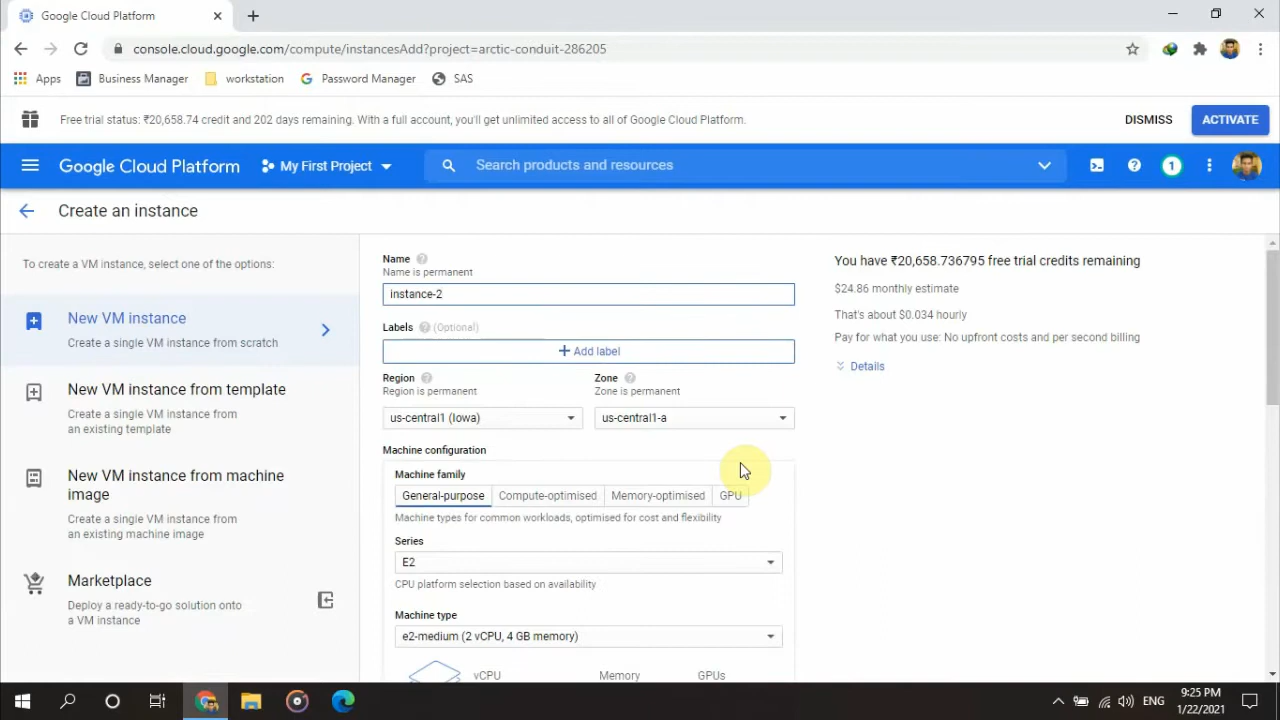 Google Cloud Platform
console.cloud.google.com/compute/instancesAdd?project=arctic-conduit-286205
Apps Business Manager workstation Password Manager SAS
Free trial status: ₹20,658.74 credit and 202 days remaining. With a full account, you'll get unlimited access to all of Google Cloud Platform. DISMISS ACTIVATE
Google Cloud Platform My First Project Search products and resources 1
Create an instance
To create a VM instance, select one of the options:
New VM instance
Create a single VM instance from scratch
New VM instance from template
Create a single VM instance from
an existing template
New VM instance from machine
image
Create a single VM instance from
an existing machine image
Marketplace
Deploy a ready-to-go solution onto
a VM instance
Name
Name is permanent
instance-2
Labels (Optional)
Add label
Region Zone
Region is permanent Zone is permanent
us-central1 (Iowa) us-central1-a
Machine configuration
Machine family
General-purpose Compute-optimised Memory-optimised GPU
Machine types for common workloads, optimised for cost and flexibility
Series
E2
CPU platform selection based on availability
Machine type
e2-medium (2 vCPU, 4 GB memory)
vCPU Memory GPUs
You have ₹20,658.736795 free trial credits remaining
$24.86 monthly estimate
That's about $0.034 hourly
Pay for what you use: No upfront costs and per second billing
Details
ENG
9:25 PM
1/22/2021